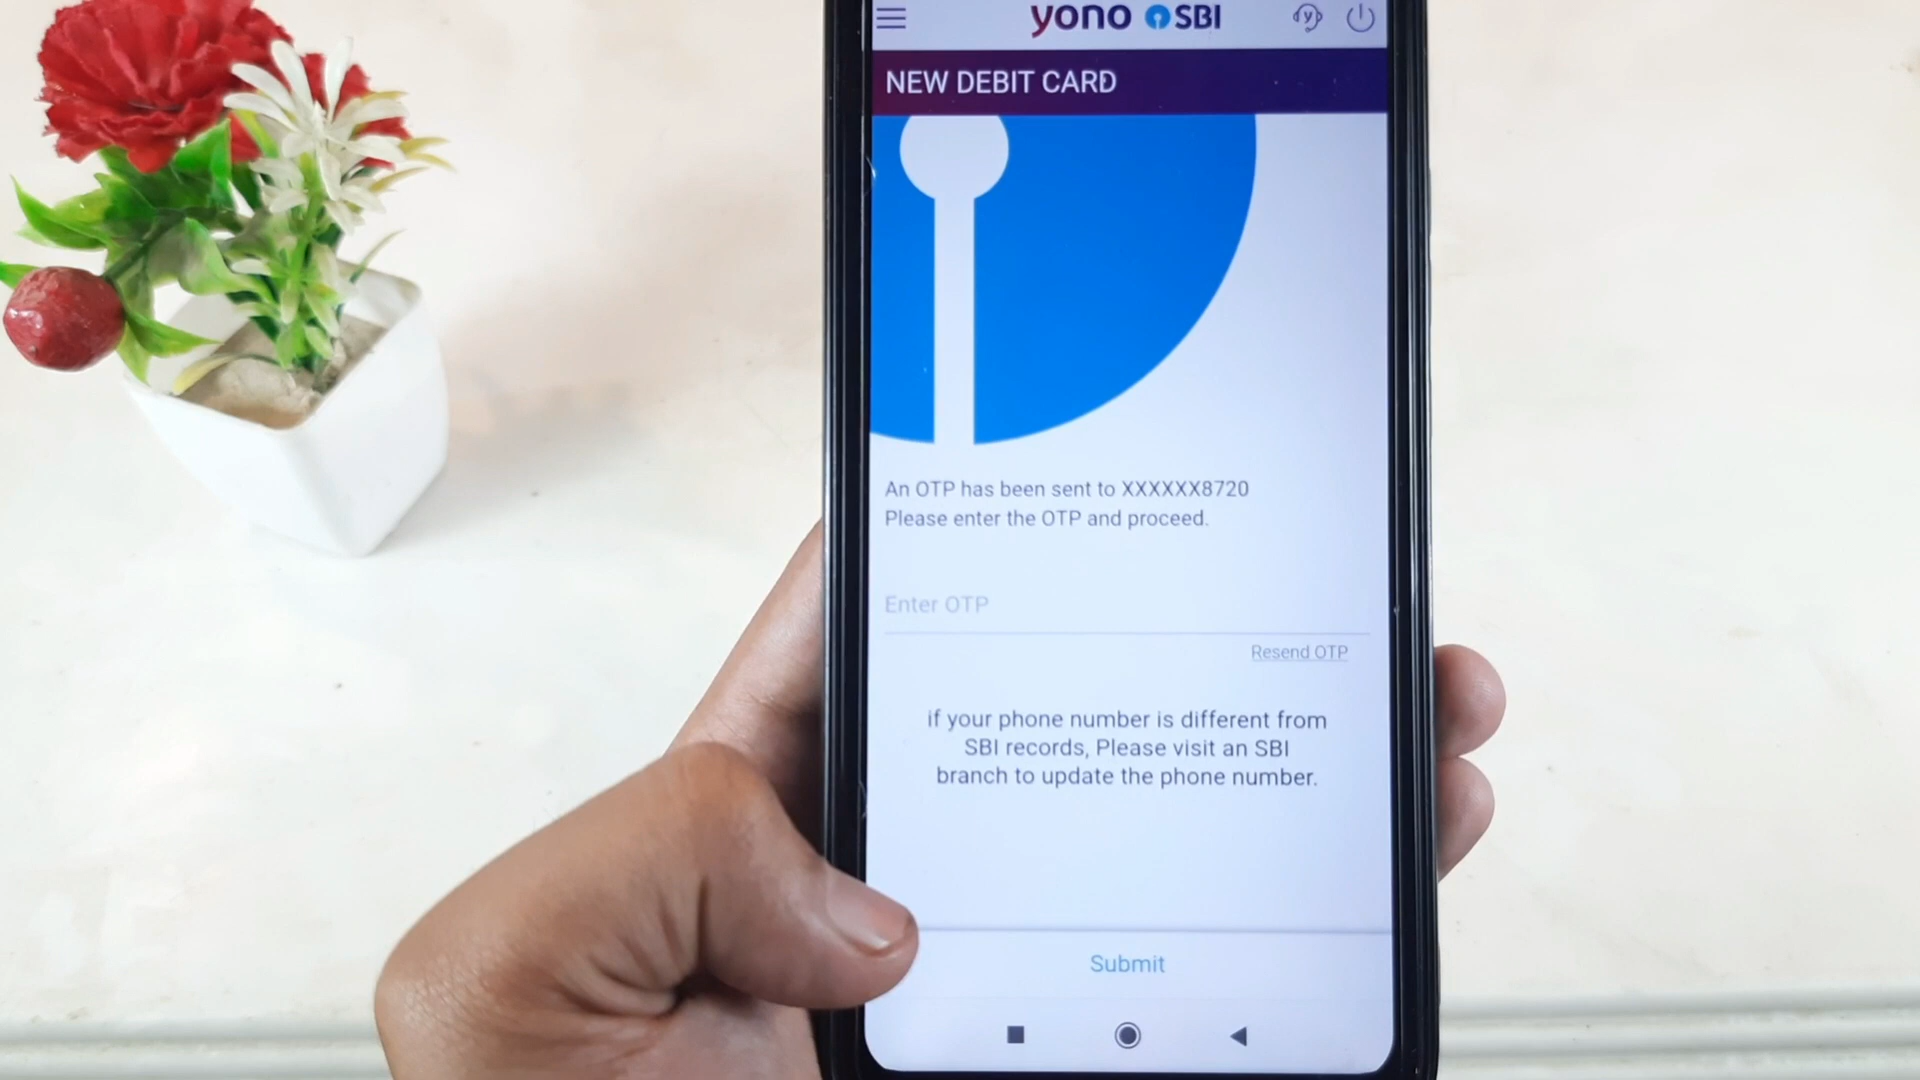 yono SBI
NEW DEBIT CARD
An OTP has been sent to XXXXXX8720
Please enter the OTP and proceed.
Enter OTP
Resend OTP
if your phone number is different from
SBI records, Please visit an SBI
branch to update the phone number.
Submit